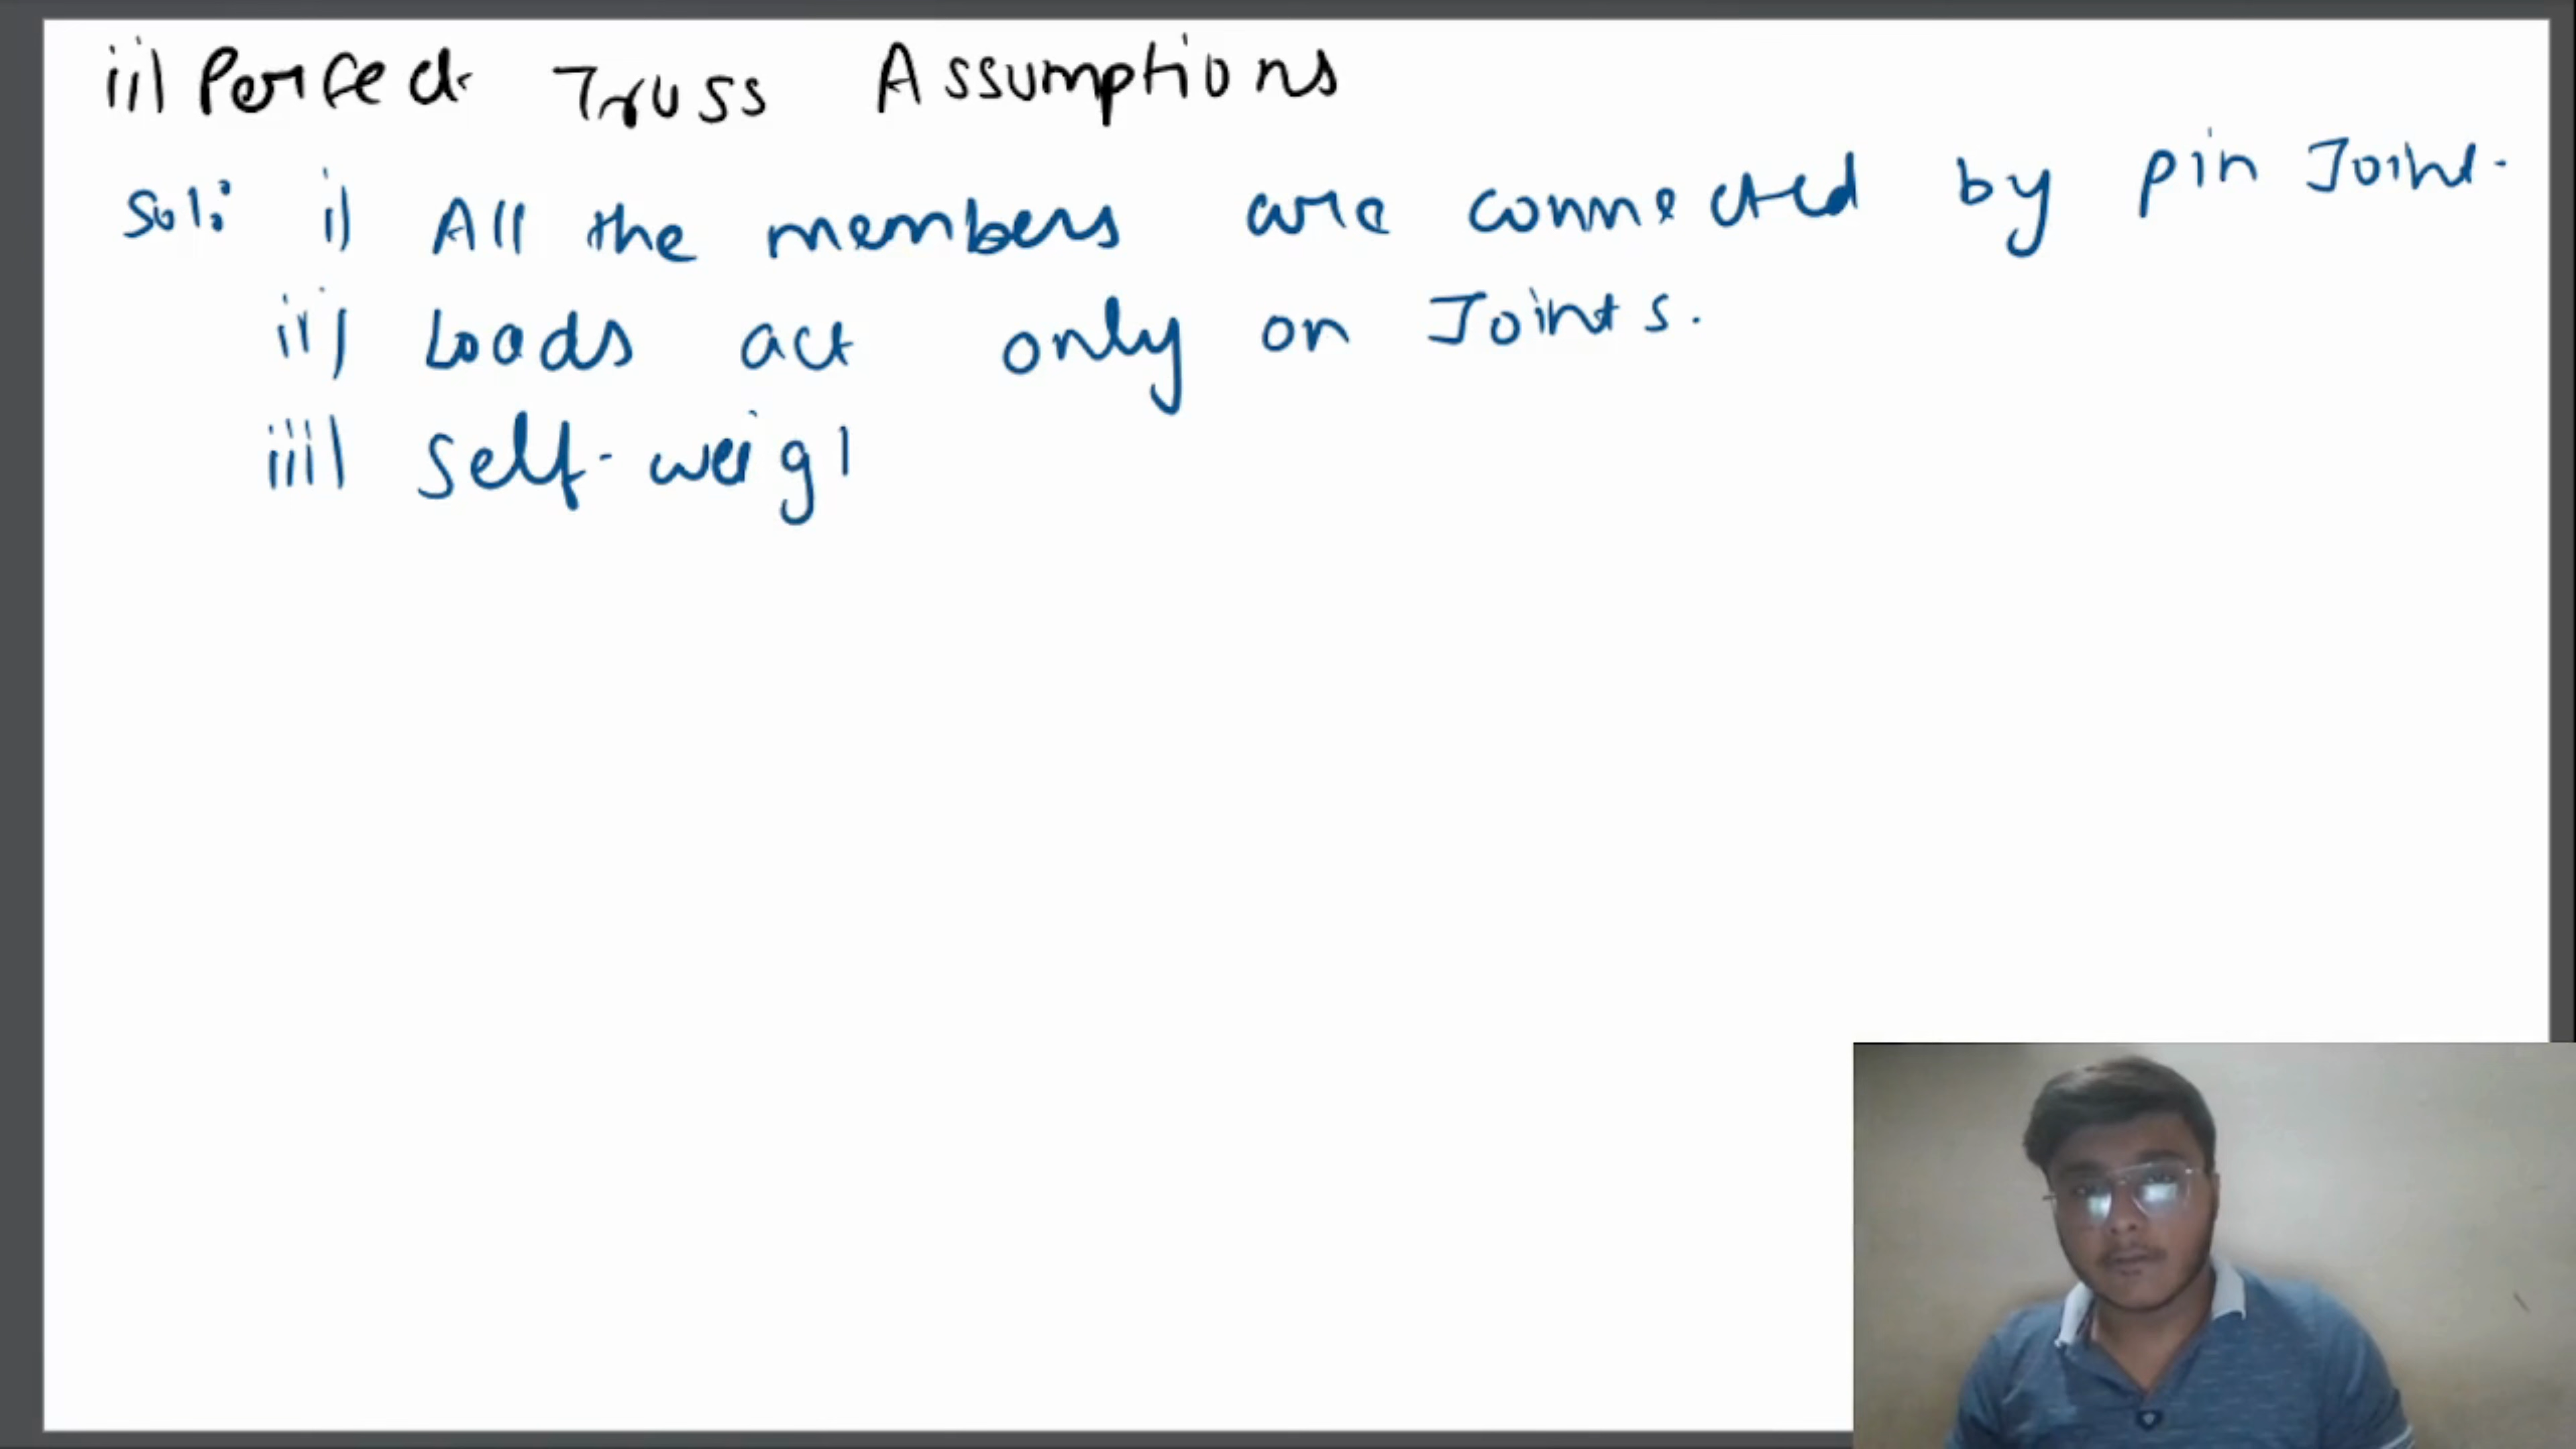 ii) Perfect Truss Assumptions
Sol: i) All the members are connected by pin Joint.
ii) Loads act only on Joints.
iii) Self-weigh